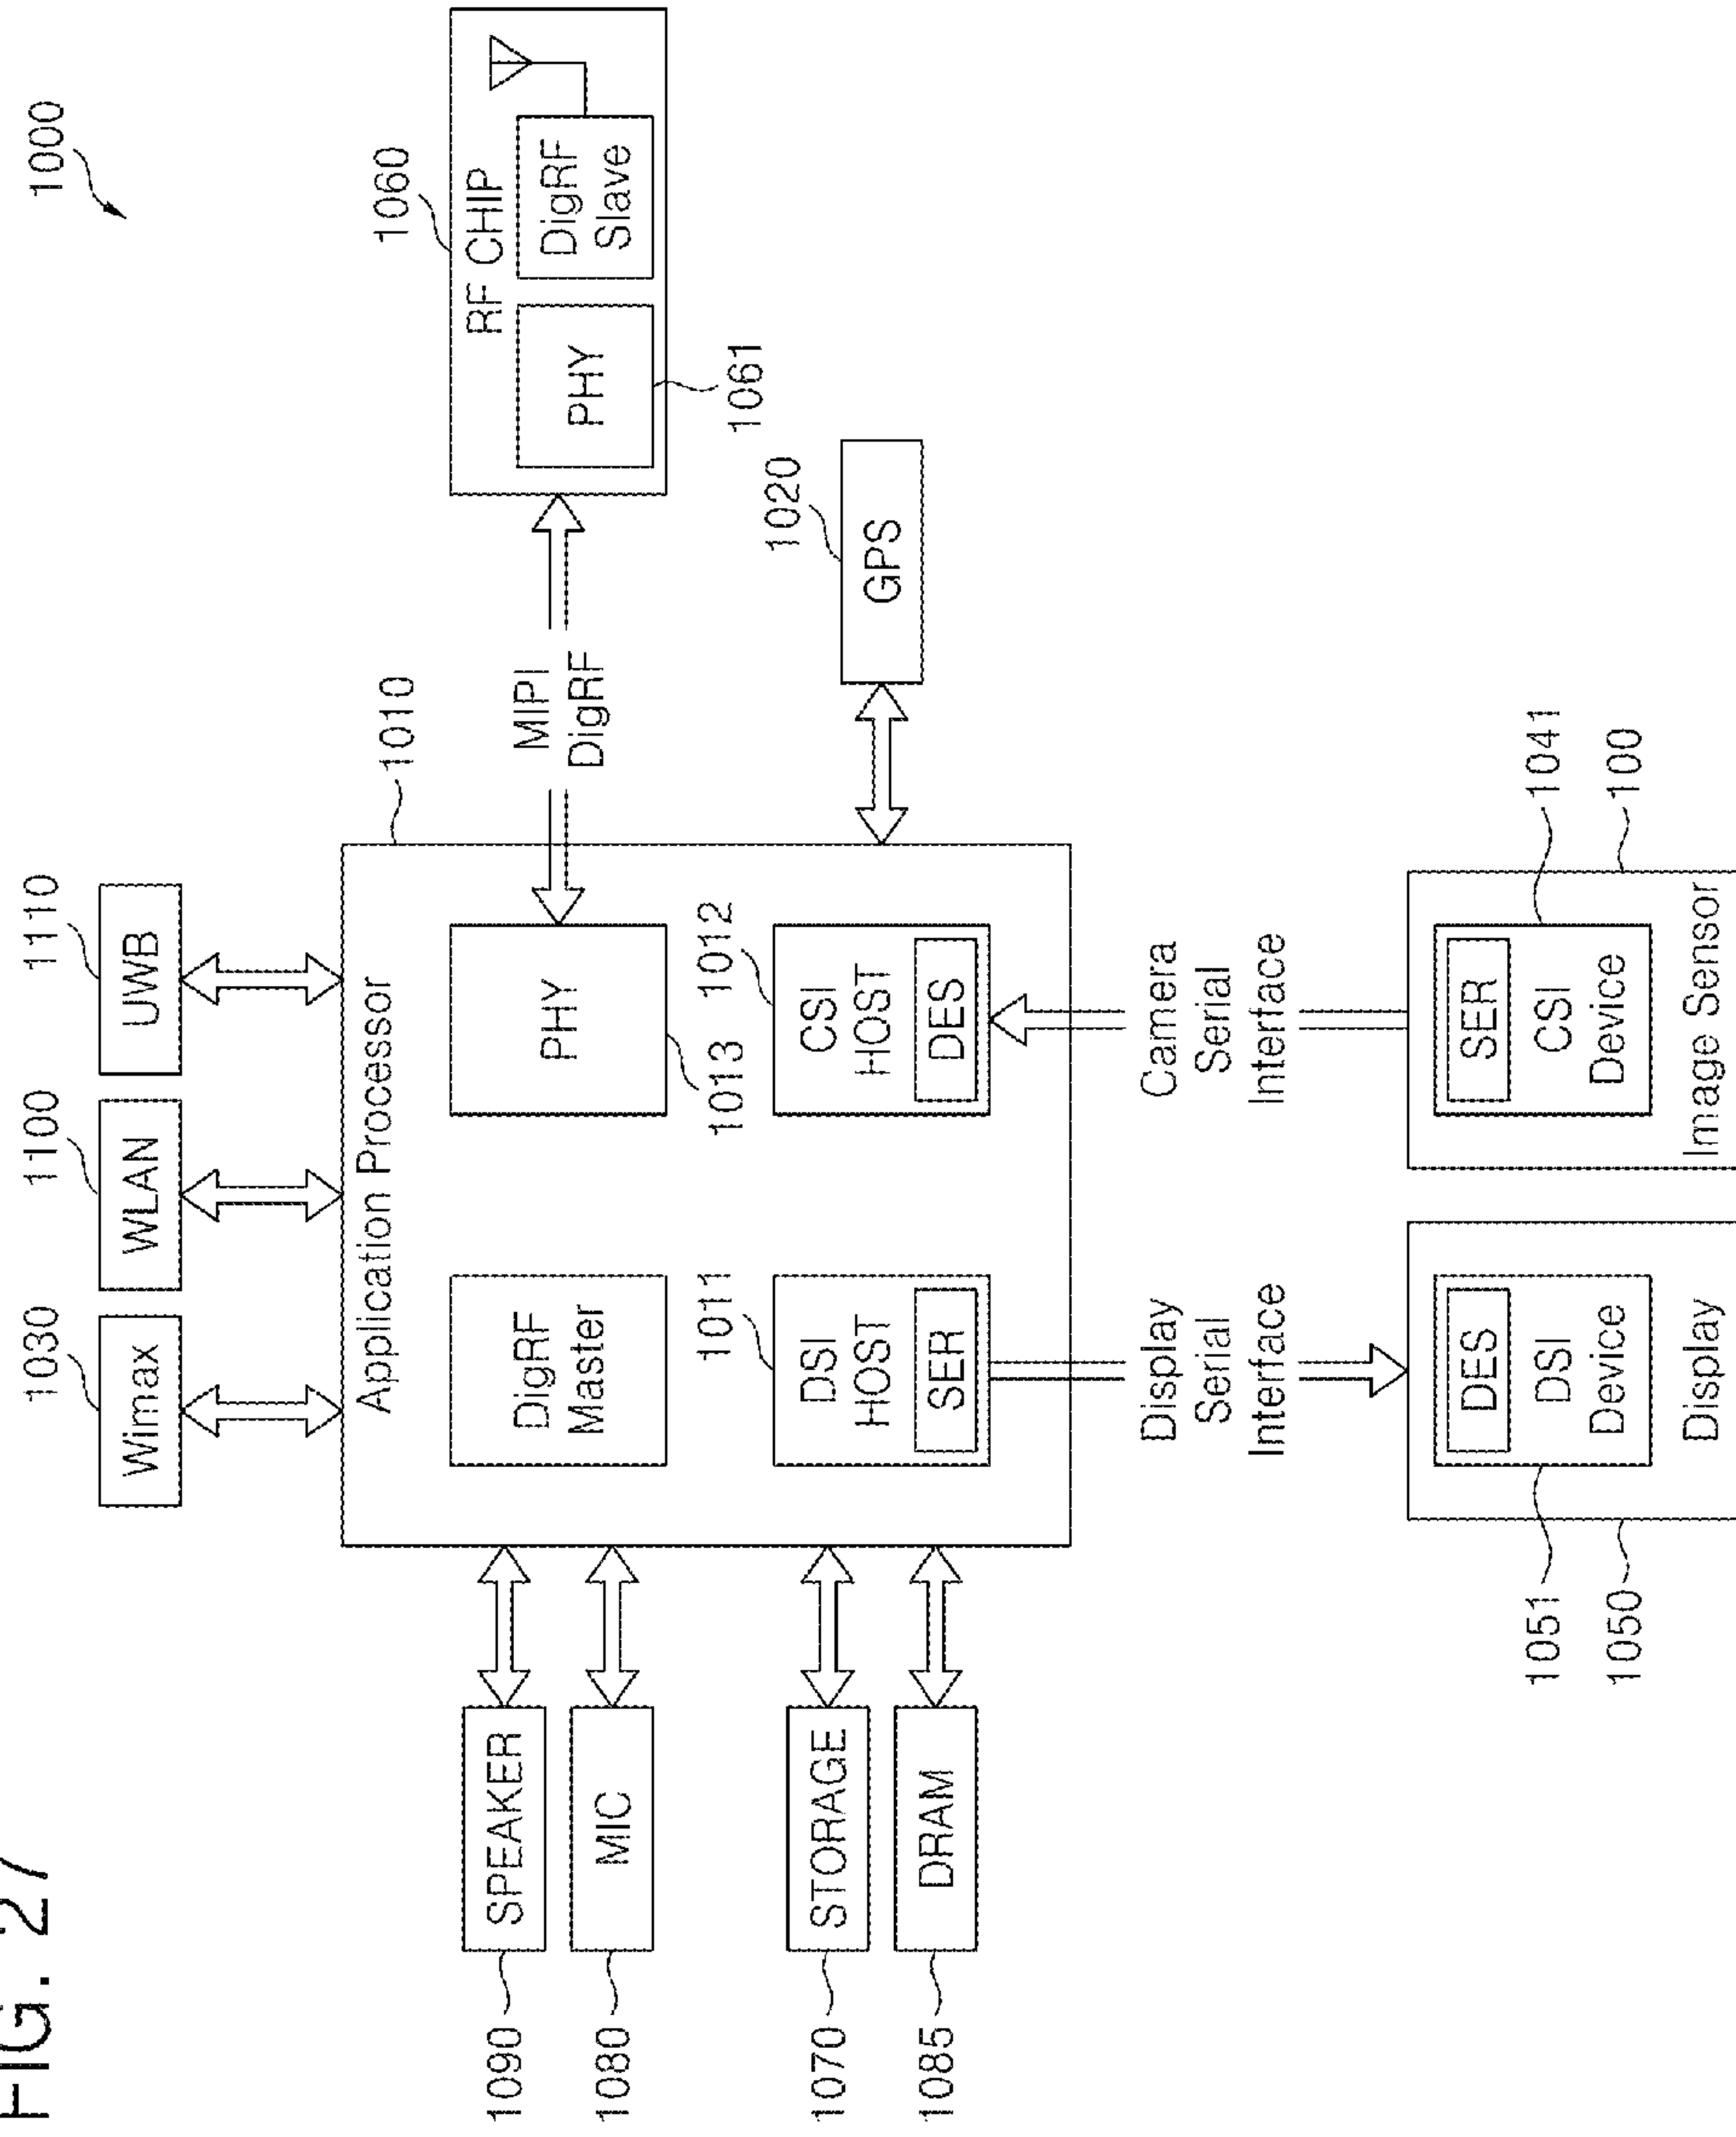 FIG. 27
1000
1030
1100
1110
Wimax
WLAN
UWB
1010
Application Processor
1060
RF CHIP
1090
SPEAKER
DigRF
Master
PHY
1013
MIPI
DigRF
PHY
1061
DigRF
Slave
1080
MIC
1011
DSI
HOST
SER
1012
CSI
HOST
DES
1020
GPS
1070
STORAGE
1085
DRAM
Display
Serial
Interface
Camera
Serial
Interface
1051
1050
DES
DSI
Device
Display
SER
CSI
Device
Image Sensor
1041
100